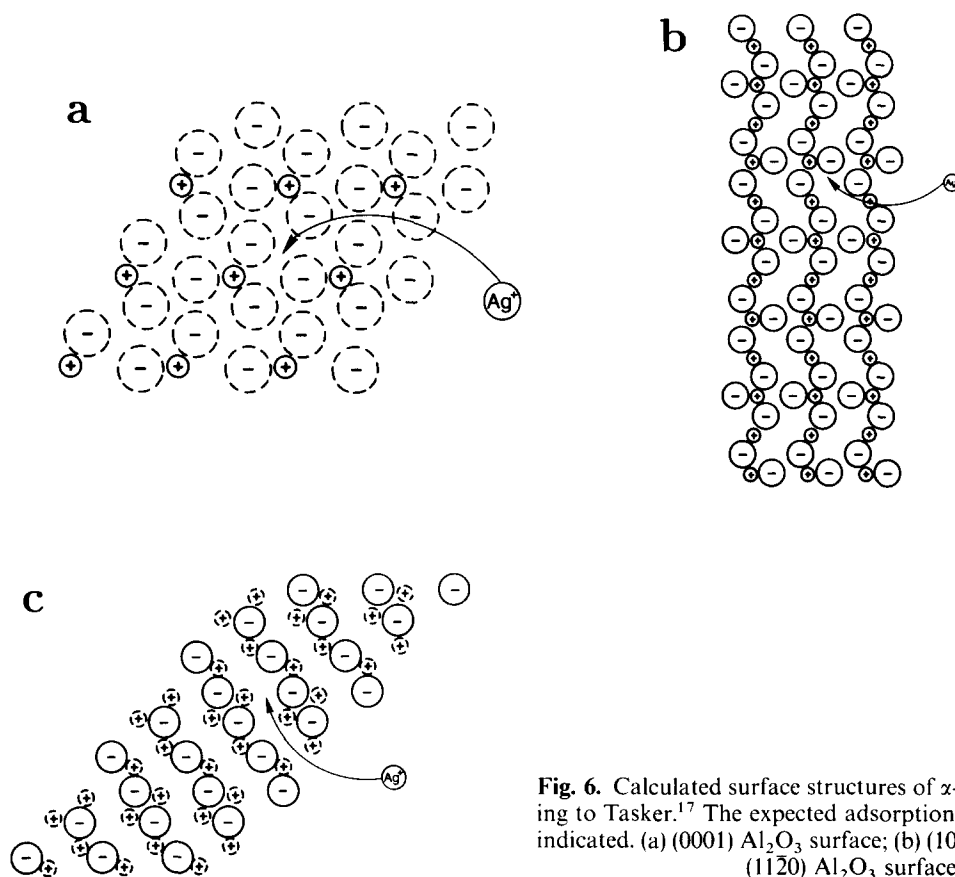 a
b
c
Ag⁺
Ag⁺
Fig. 6. Calculated surface structures of α-
ing to Tasker.¹⁷ The expected adsorption
indicated. (a) (0001) Al₂O₃ surface; (b) (10
(112̄0) Al₂O₃ surface